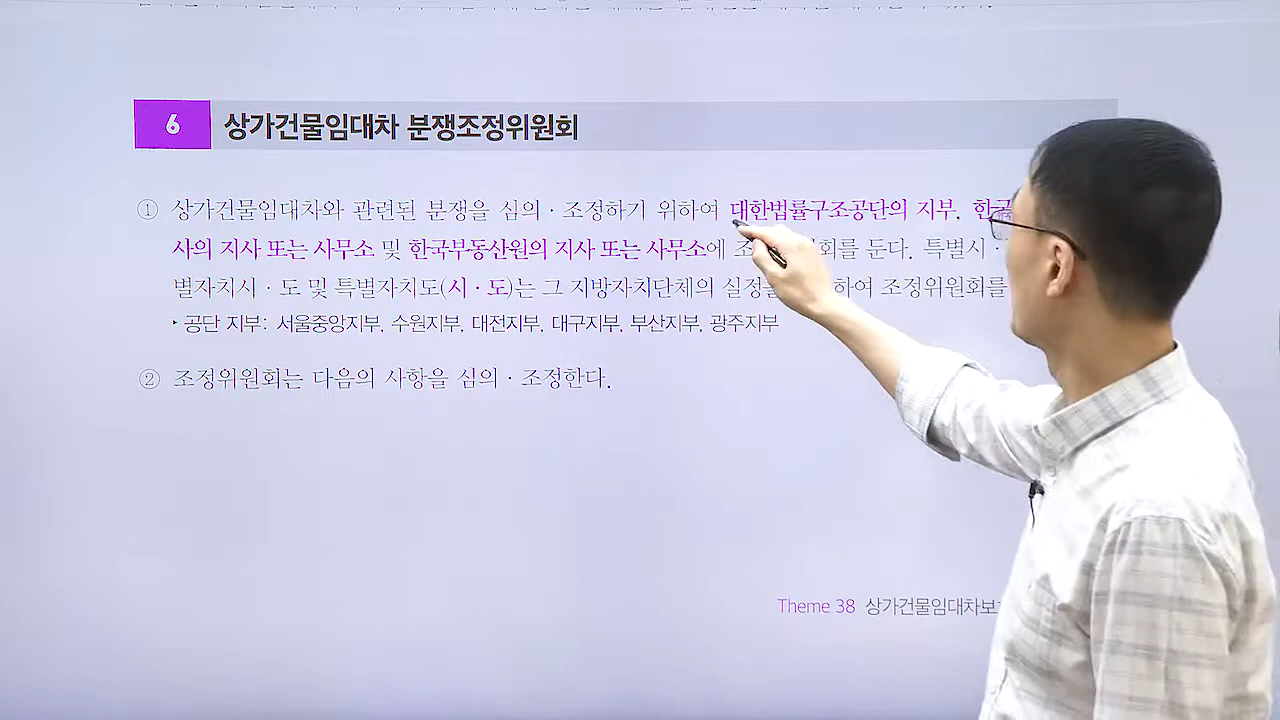 6 상가건물임대차 분쟁조정위원회
① 상가건물임대차와 관련된 분쟁을 심의·조정하기 위하여 대한법률구조공단의 지부, 한국
사의 지사 또는 사무소 및 한국부동산원의 지사 또는 사무소에 조 회를 둔다. 특별시·
별자치시·도 및 특별자치도(시·도)는 그 지방자치단체의 실정을 하여 조정위원회를
▸공단 지부: 서울중앙지부, 수원지부, 대전지부, 대구지부, 부산지부, 광주지부
② 조정위원회는 다음의 사항을 심의·조정한다.
Theme 38 상가건물임대차보